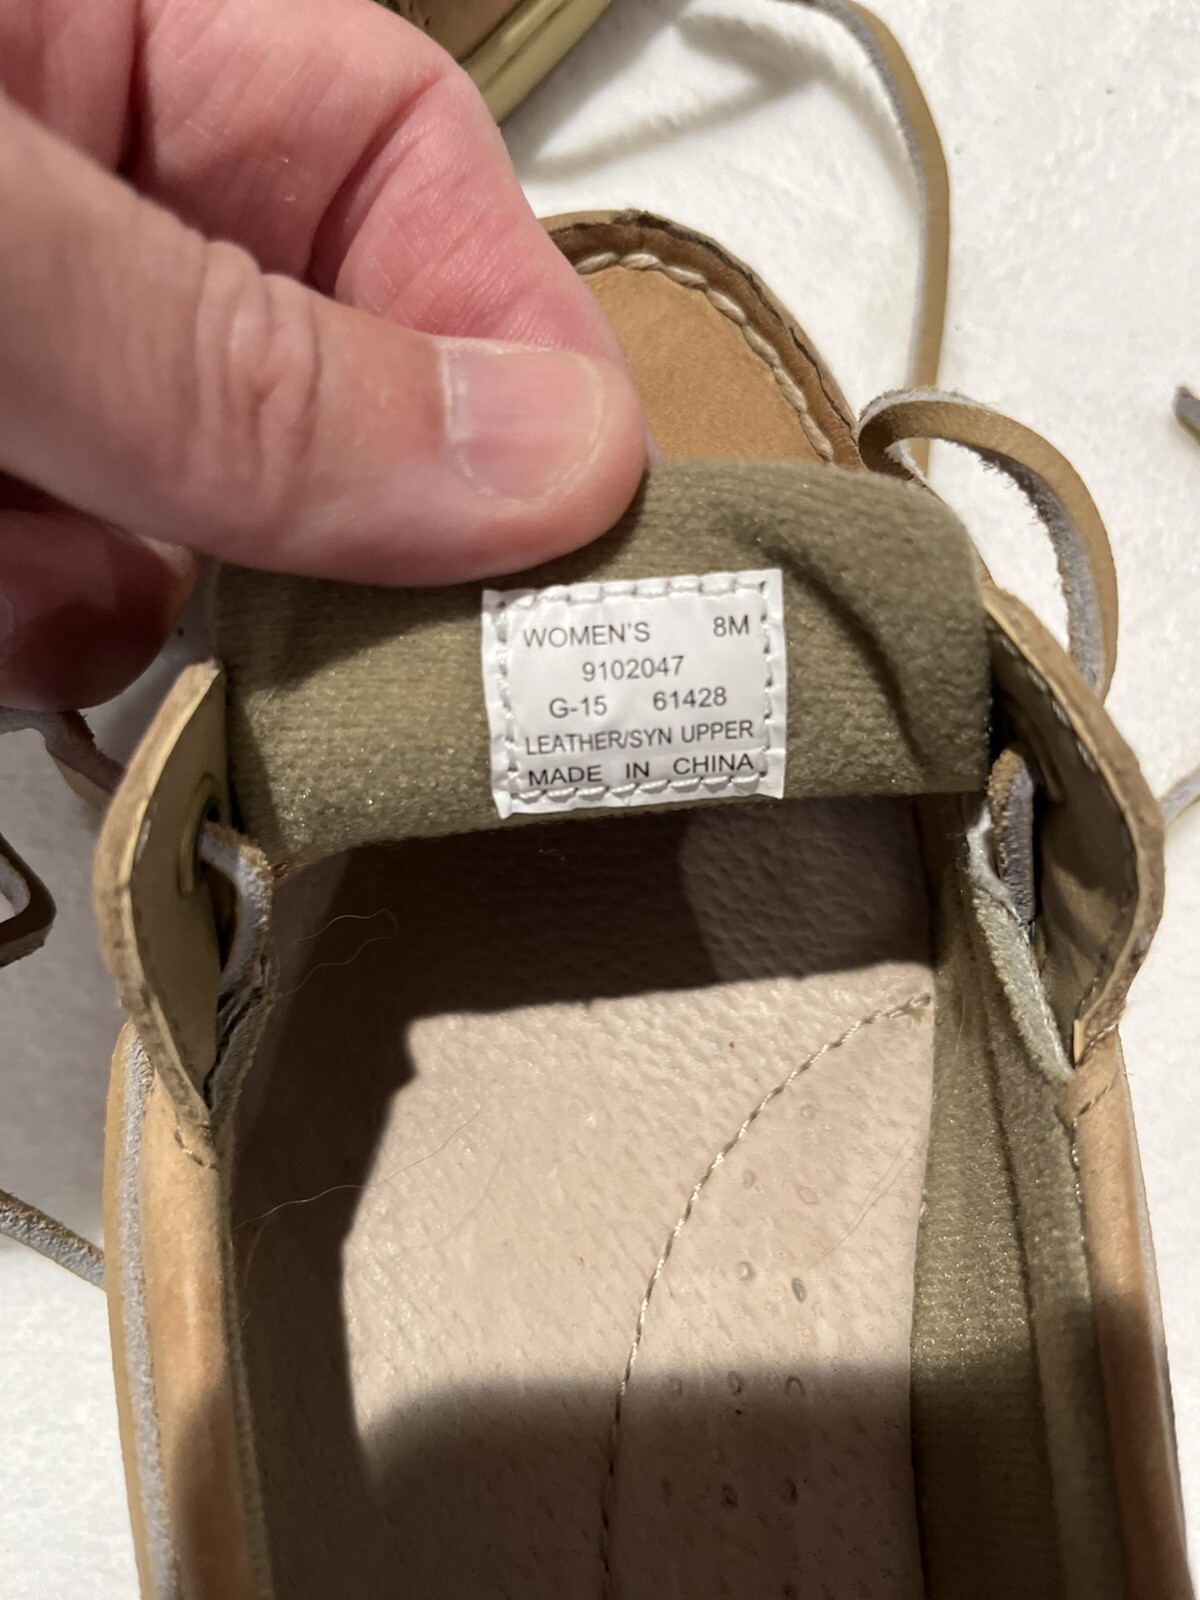 WOMEN'S 8M
9102047
G-15 61428
LEATHER/SYN UPPER
MADE IN CHINA